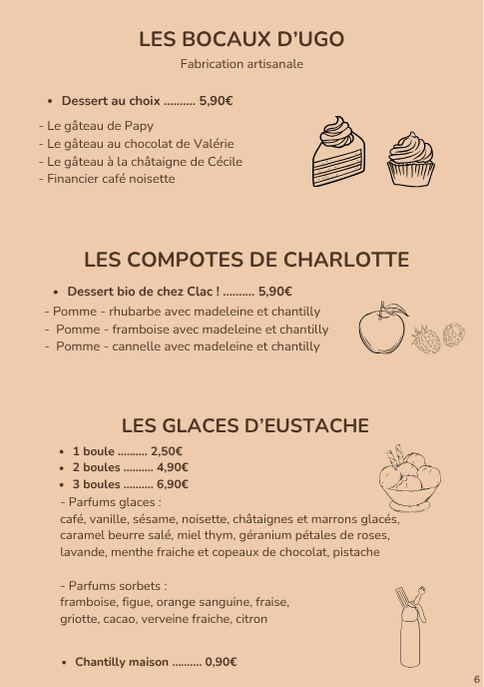 LES BOCAUX D’UGO
Fabrication artisanale
• Dessert au choix .......... 5,90€
- Le gâteau de Papy
- Le gâteau au chocolat de Valérie
- Le gâteau à la châtaigne de Cécile
- Financier café noisette
LES COMPOTES DE CHARLOTTE
• Dessert bio de chez Clac ! .......... 5,90€
- Pomme - rhubarbe avec madeleine et chantilly
- Pomme - framboise avec madeleine et chantilly
- Pomme - cannelle avec madeleine et chantilly
LES GLACES D’EUSTACHE
• 1 boule .......... 2,50€
• 2 boules .......... 4,90€
• 3 boules .......... 6,90€
- Parfums glaces :
café, vanille, sésame, noisette, châtaignes et marrons glacés,
caramel beurre salé, miel thym, géranium pétales de roses,
lavande, menthe fraiche et copeaux de chocolat, pistache
- Parfums sorbets :
framboise, figue, orange sanguine, fraise,
griotte, cacao, verveine fraiche, citron
• Chantilly maison .......... 0,90€
6